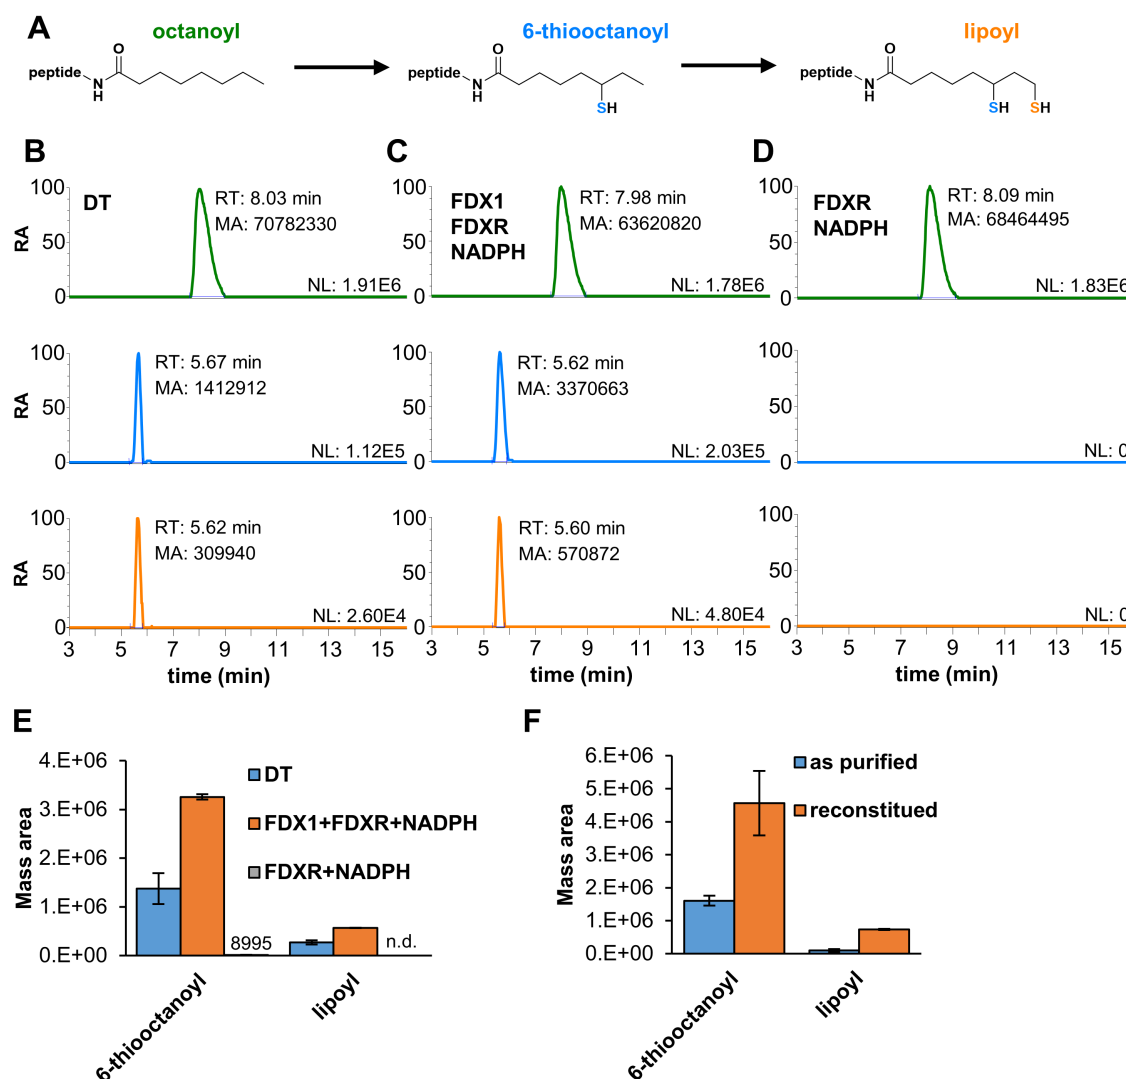 A
octanoyl
6-thiooctanoyl
lipoyl
peptide
N
H
O
peptide
N
H
O
SH
peptide
N
H
O
SH
SH
B
DT
RA
100
50
0
RT: 8.03 min
MA: 70782330
NL: 1.91E6
RA
100
50
0
RT: 5.67 min
MA: 1412912
NL: 1.12E5
RA
100
50
0
RT: 5.62 min
MA: 309940
NL: 2.60E4
3 5 7 9 11 13 15
time (min)
C
FDX1
FDXR
NADPH
100
50
0
RT: 7.98 min
MA: 63620820
NL: 1.78E6
100
50
0
RT: 5.62 min
MA: 3370663
NL: 2.03E5
100
50
0
RT: 5.60 min
MA: 570872
NL: 4.80E4
3 5 7 9 11 13 15
time (min)
D
FDXR
NADPH
100
50
0
RT: 8.09 min
MA: 68464495
NL: 1.83E6
100
50
0
NL: 0
100
50
0
NL: 0
3 5 7 9 11 13 15
time (min)
E
Mass area
4.E+06
3.E+06
2.E+06
1.E+06
0.E+00
DT
FDX1+FDXR+NADPH
FDXR+NADPH
8995
n.d.
6-thiooctanoyl
lipoyl
F
Mass area
6.E+06
5.E+06
4.E+06
3.E+06
2.E+06
1.E+06
0.E+00
as purified
reconstitued
6-thiooctanoyl
lipoyl